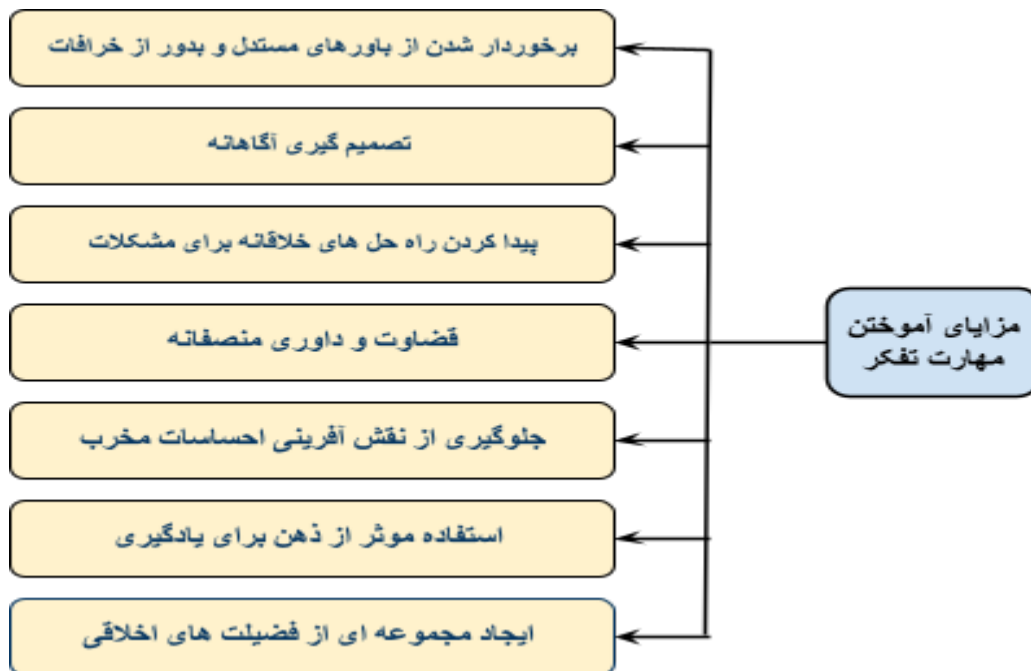 مزایای آموختن
مهارت تفکر
برخوردار شدن از باورهای مستدل و بدور از خرافات
تصمیم گیری آگاهانه
پیدا کردن راه حل های خلاقانه برای مشکلات
قضاوت و داوری منصفانه
جلوگیری از نقش آفرینی احساسات مخرب
استفاده موثر از ذهن برای یادگیری
ایجاد مجموعه ای از فضیلت های اخلاقی